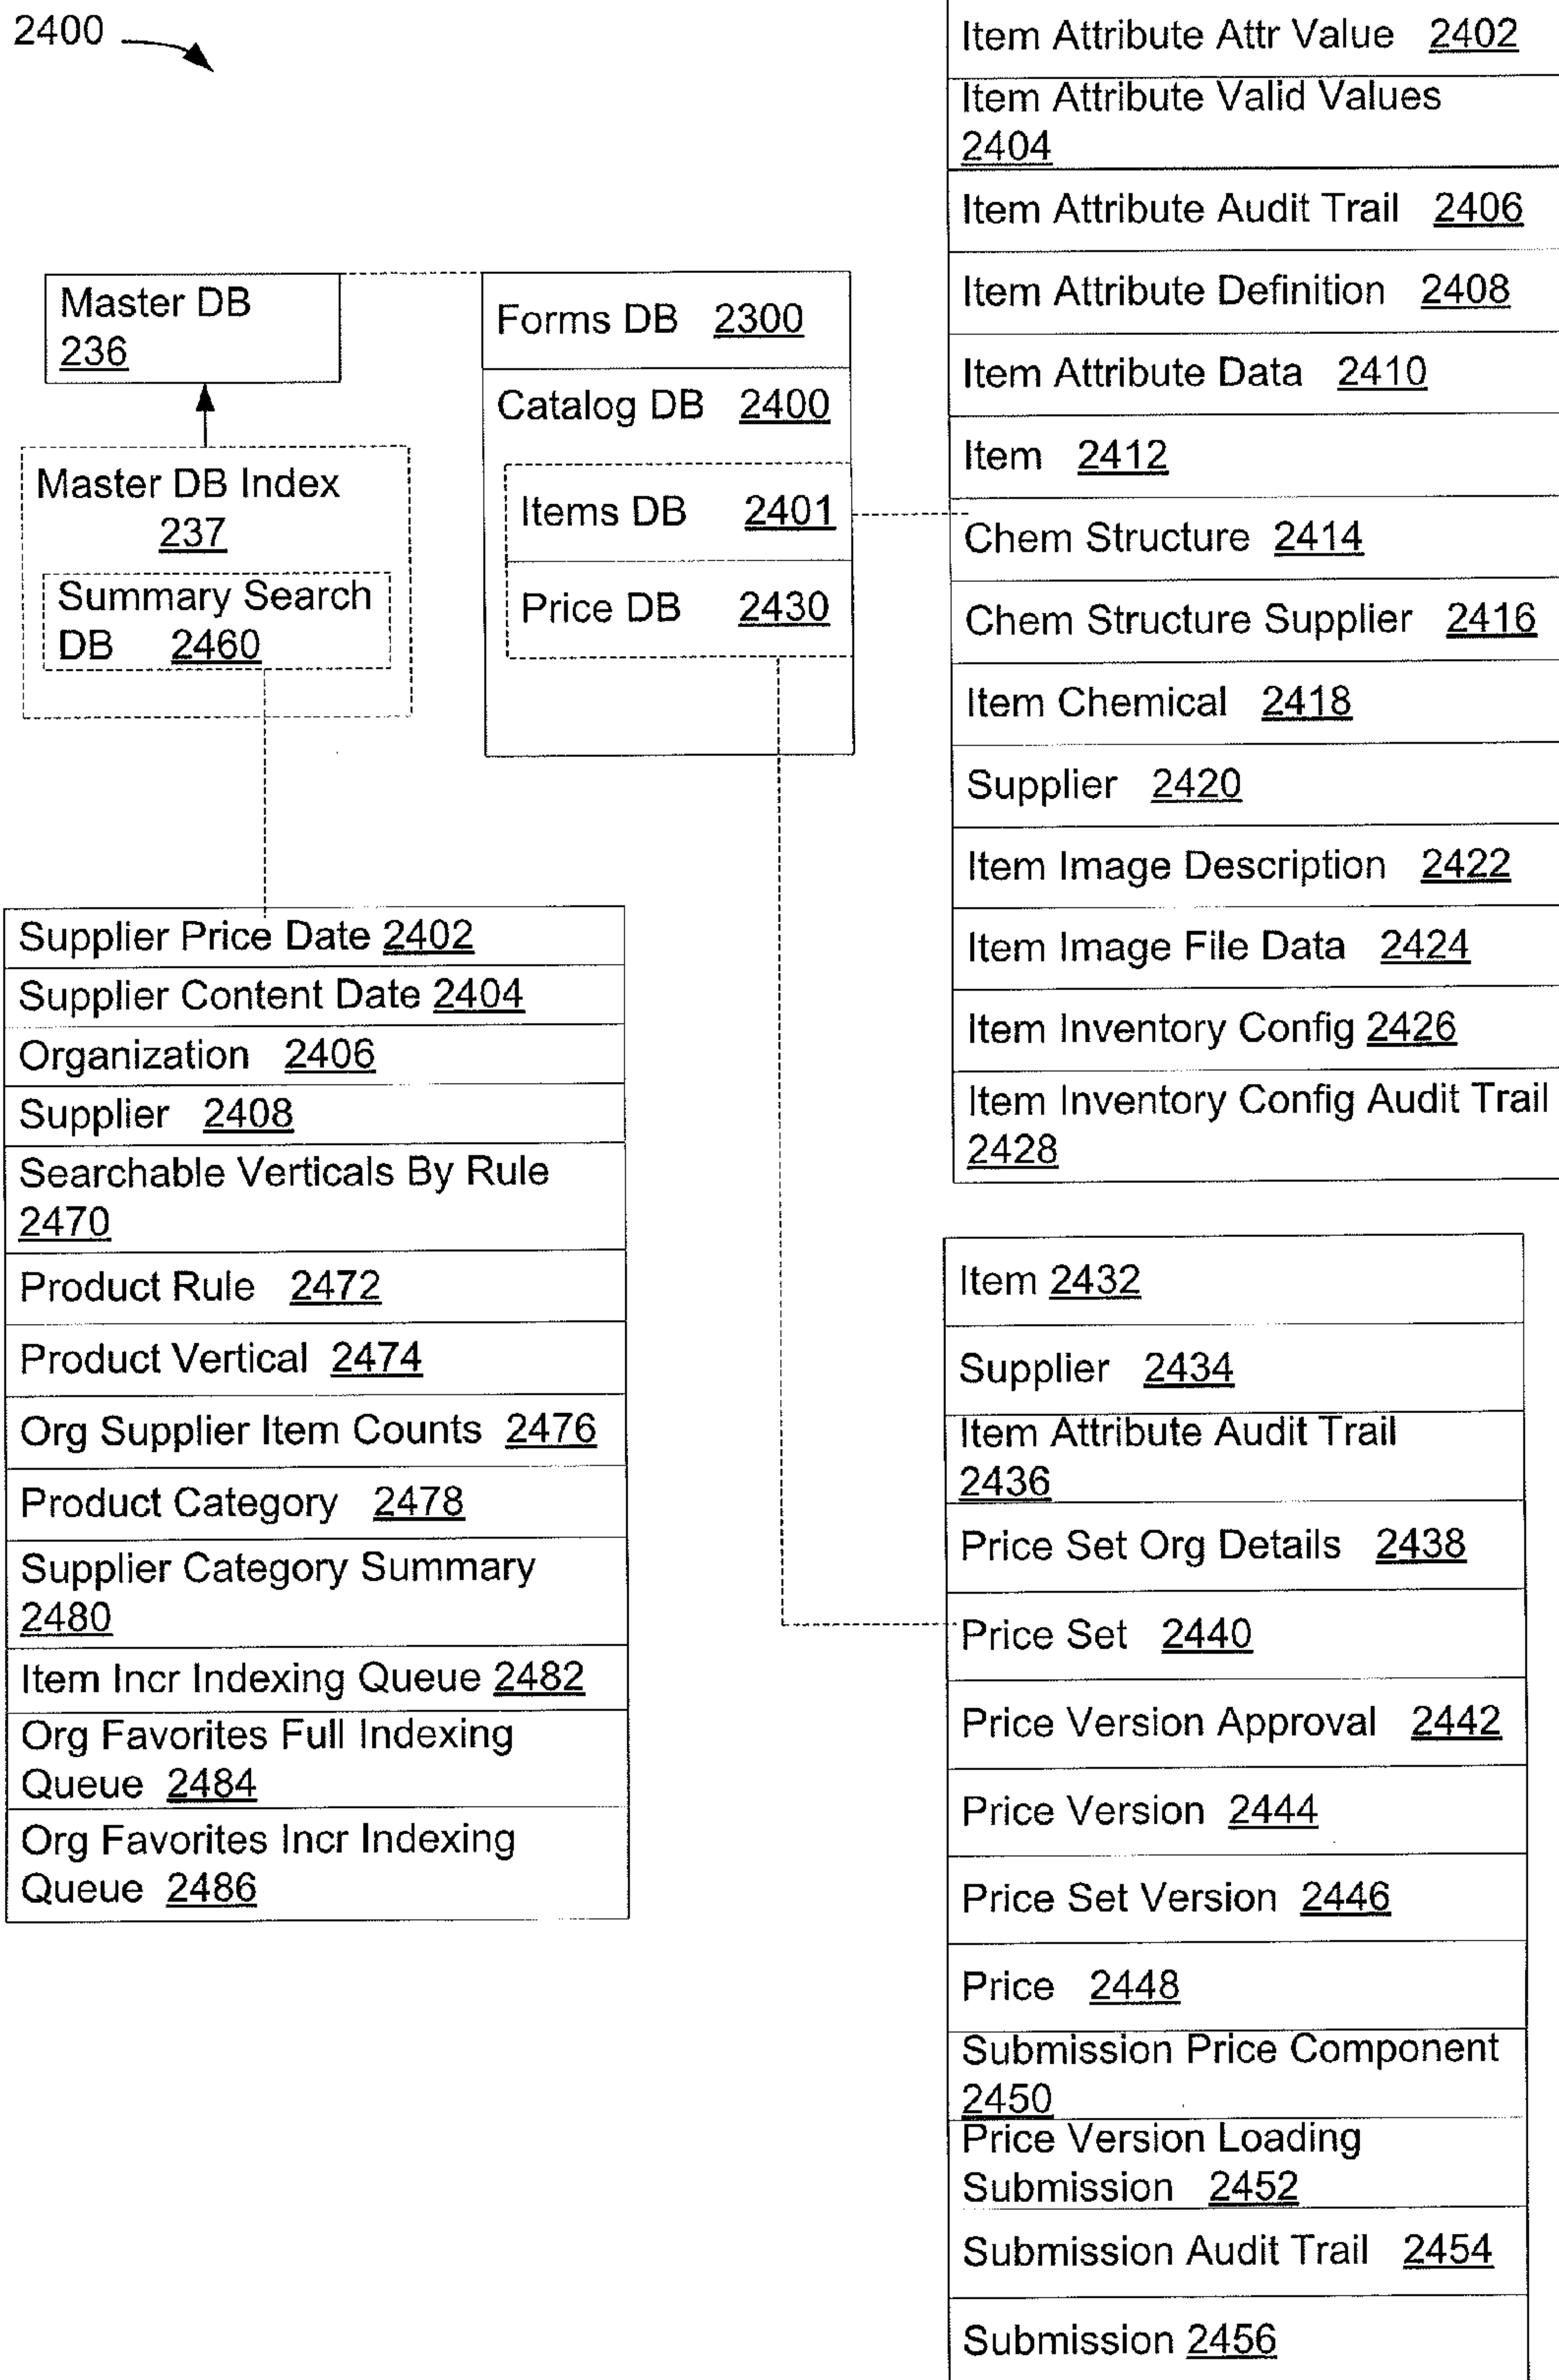 2400
Master DB
236
Master DB Index
237
Summary Search
DB 2460
Forms DB 2300
Catalog DB 2400
Items DB 2401
Price DB 2430
Item Attribute Attr Value 2402
Item Attribute Valid Values
2404
Item Attribute Audit Trail 2406
Item Attribute Definition 2408
Item Attribute Data 2410
Item 2412
Chem Structure 2414
Chem Structure Supplier 2416
Item Chemical 2418
Supplier 2420
Item Image Description 2422
Item Image File Data 2424
Item Inventory Config 2426
Item Inventory Config Audit Trail
2428
Supplier Price Date 2402
Supplier Content Date 2404
Organization 2406
Supplier 2408
Searchable Verticals By Rule
2470
Product Rule 2472
Product Vertical 2474
Org Supplier Item Counts 2476
Product Category 2478
Supplier Category Summary
2480
Item Incr Indexing Queue 2482
Org Favorites Full Indexing
Queue 2484
Org Favorites Incr Indexing
Queue 2486
Item 2432
Supplier 2434
Item Attribute Audit Trail
2436
Price Set Org Details 2438
Price Set 2440
Price Version Approval 2442
Price Version 2444
Price Set Version 2446
Price 2448
Submission Price Component
2450
Price Version Loading
Submission 2452
Submission Audit Trail 2454
Submission 2456